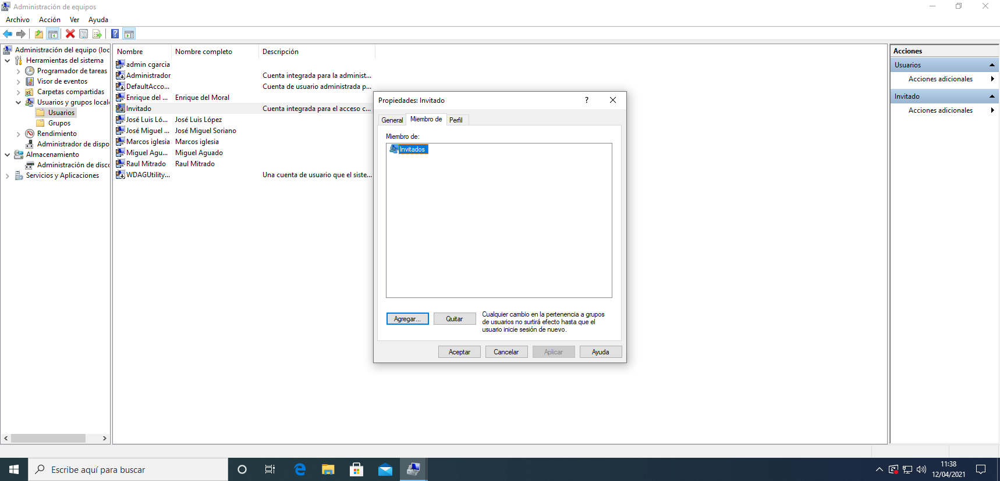 Administración de equipos
Archivo Acción Ver Ayuda
Administración del equipo (loc
Herramientas del sistema
Programador de tareas
Visor de eventos
Carpetas compartidas
Usuarios y grupos local
Usuarios
Grupos
Rendimiento
Administrador de dispo
Almacenamiento
Administración de disco
Servicios y Aplicaciones
Nombre Nombre completo Descripción
admin cgarcia
Administrador Cuenta integrada para la administ...
DefaultAcco... Cuenta de usuario administrada p...
Enrique del ... Enrique del Moral
Invitado Cuenta integrada para el acceso c...
José Luis Ló... José Luis López
José Miguel ... José Miguel Soriano
Marcos iglesia Marcos iglesia
Miguel Agu... Miguel Aguado
Raul Mitrado Raul Mitrado
WDAGUtility... Una cuenta de usuario que el siste...
Propiedades: Invitado ?
General Miembro de Perfil
Miembro de:
Invitados
Agregar... Quitar
Cualquier cambio en la pertenencia a grupos
de usuarios no surtirá efecto hasta que el
usuario inicie sesión de nuevo.
Aceptar Cancelar Aplicar Ayuda
Acciones
Usuarios
Acciones adicionales
Invitado
Acciones adicionales
Escribe aquí para buscar
11:38
12/04/2021